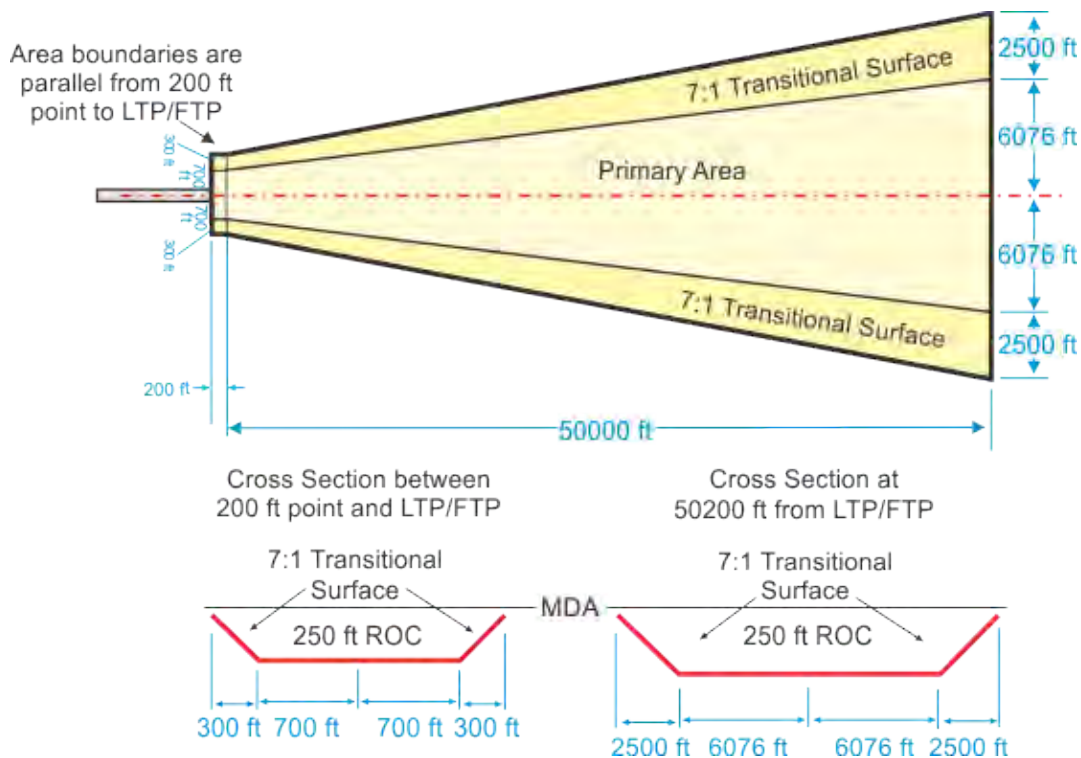 Area boundaries are
parallel from 200 ft
point to LTP/FTP
300 ft
700
ft
700
ft
300 ft
7:1 Transitional Surface
Primary Area
7:1 Transitional Surface
2500 ft
6076 ft
6076 ft
2500 ft
200 ft
50000 ft
Cross Section between
200 ft point and LTP/FTP
7:1 Transitional
Surface
250 ft ROC
300 ft
700 ft
700 ft
300 ft
MDA
Cross Section at
50200 ft from LTP/FTP
7:1 Transitional
Surface
250 ft ROC
2500 ft
6076 ft
6076 ft
2500 ft